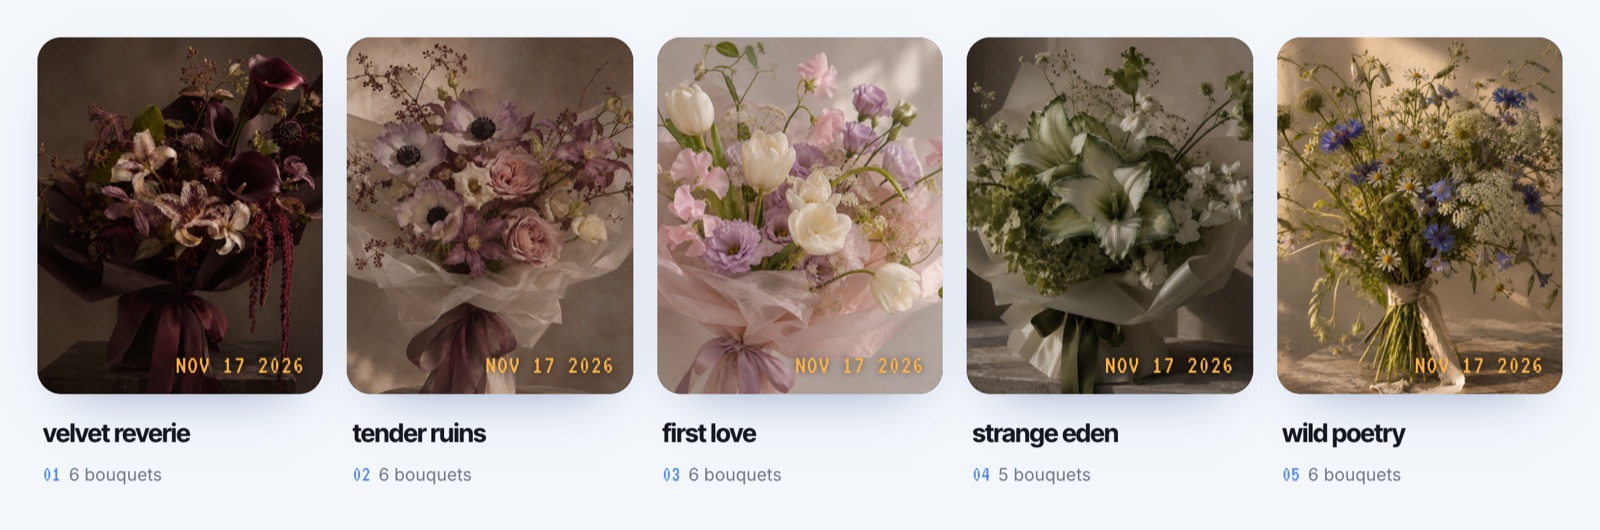 NOV 17 2026
NOV 17 2026
NOV 17 2026
NOV 17 2026
NOV 17 2026
velvet reverie
tender ruins
first love
strange eden
wild poetry
01 6 bouquets
02 6 bouquets
03 6 bouquets
04 5 bouquets
05 6 bouquets